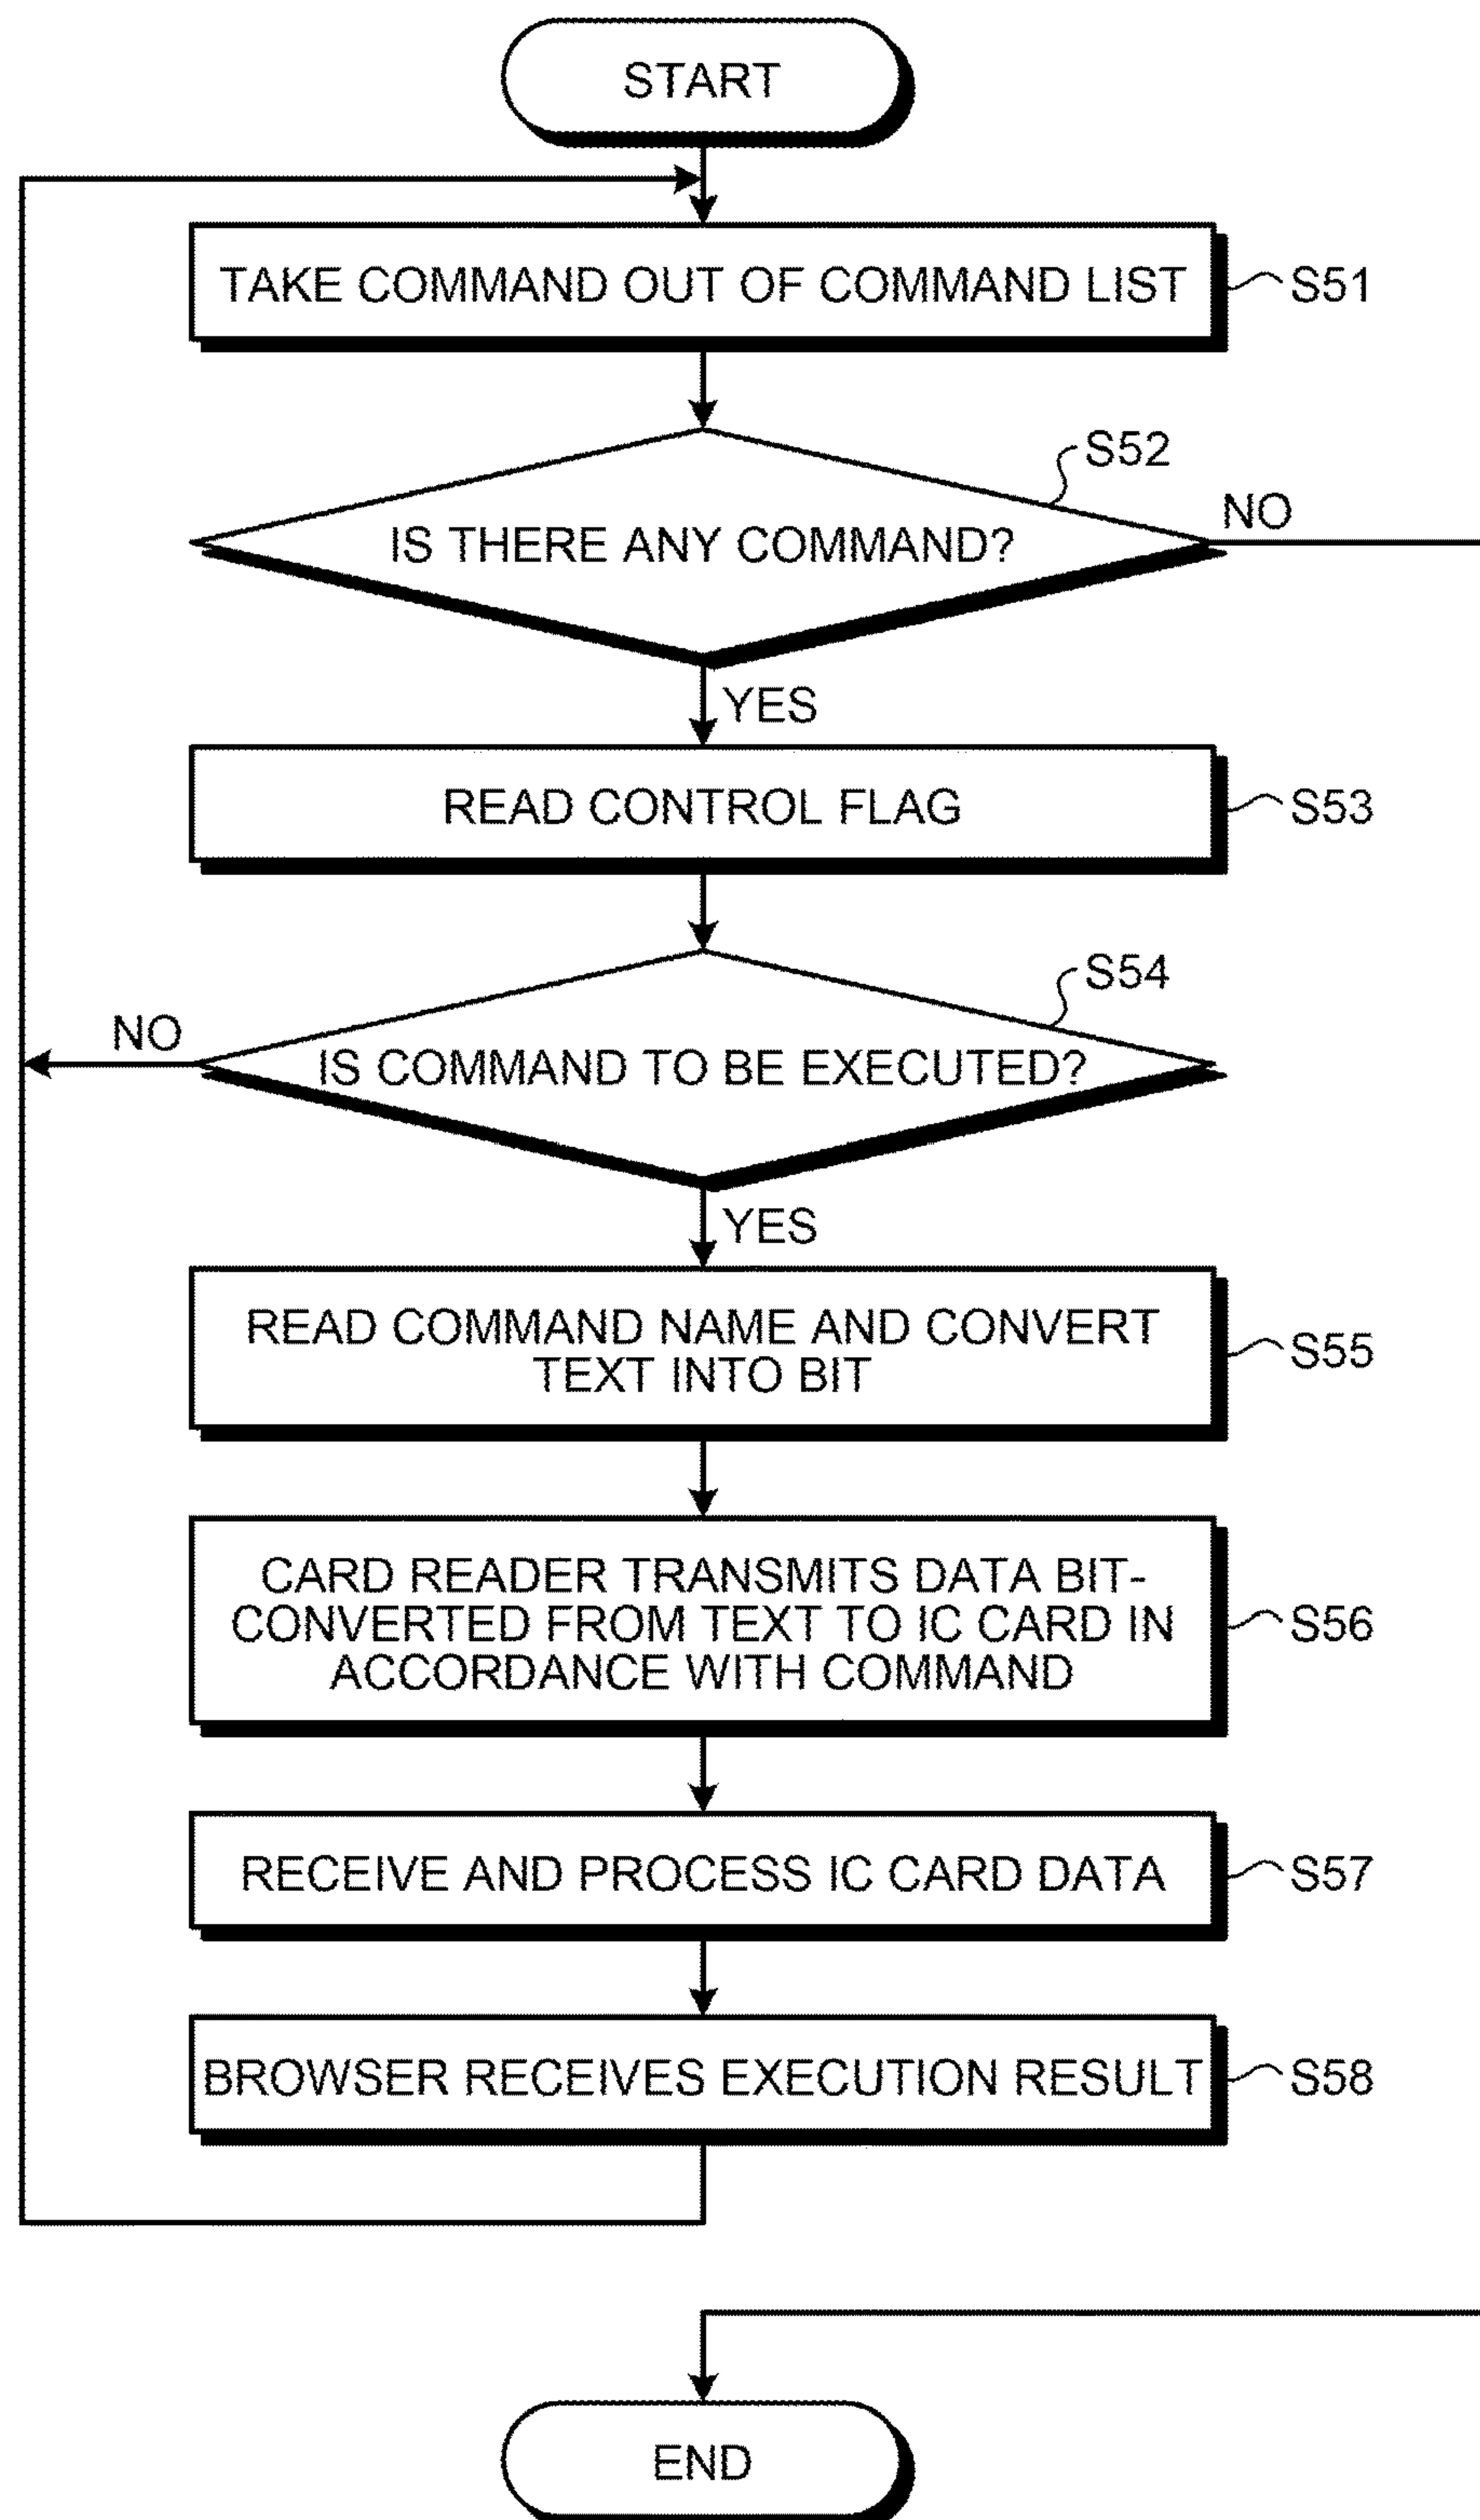 START
TAKE COMMAND OUT OF COMMAND LIST
S51
S52
NO
IS THERE ANY COMMAND?
YES
READ CONTROL FLAG
S53
S54
NO
IS COMMAND TO BE EXECUTED?
YES
READ COMMAND NAME AND CONVERT
TEXT INTO BIT
S55
CARD READER TRANSMITS DATA BIT-
CONVERTED FROM TEXT TO IC CARD IN
ACCORDANCE WITH COMMAND
S56
RECEIVE AND PROCESS IC CARD DATA
S57
BROWSER RECEIVES EXECUTION RESULT
S58
END